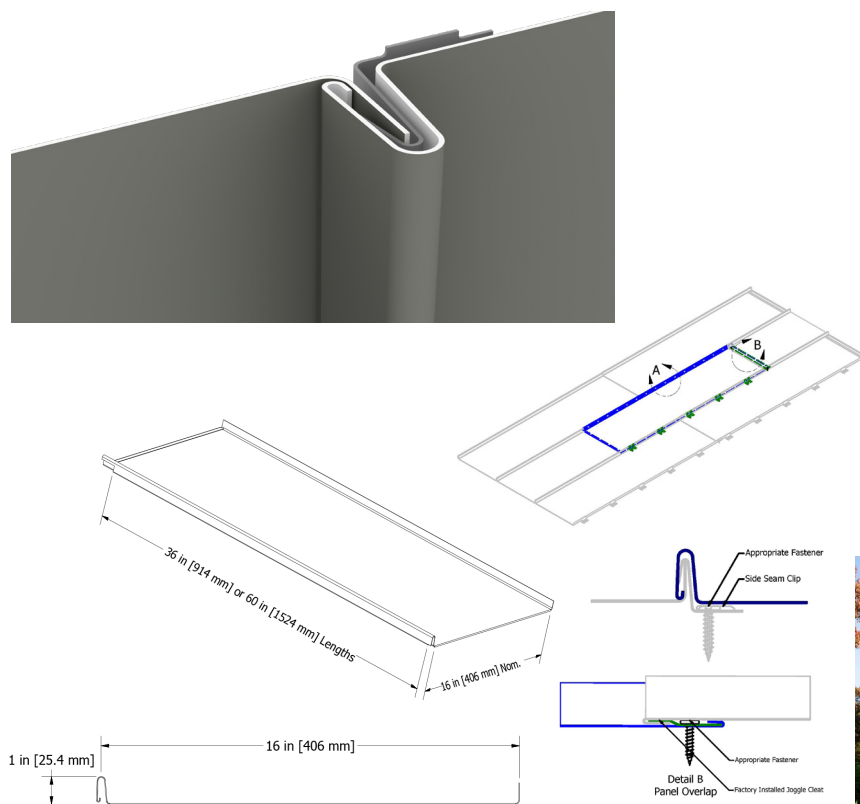 A
B
36 in [914 mm] or 60 in [1524 mm] Lengths
16 in [406 mm] Nom.
Appropriate Fastener
Side Seam Clip
16 in [406 mm]
1 in [25.4 mm]
Appropriate Fastener
Detail B
Panel Overlap
Factory Installed Joggle Cleat